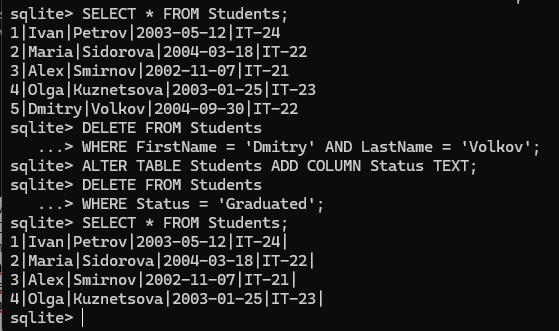 sqlite> SELECT * FROM Students;
1|Ivan|Petrov|2003-05-12|IT-24
2|Maria|Sidorova|2004-03-18|IT-22
3|Alex|Smirnov|2002-11-07|IT-21
4|Olga|Kuznetsova|2003-01-25|IT-23
5|Dmitry|Volkov|2004-09-30|IT-22
sqlite> DELETE FROM Students
   ...> WHERE FirstName = 'Dmitry' AND LastName = 'Volkov';
sqlite> ALTER TABLE Students ADD COLUMN Status TEXT;
sqlite> DELETE FROM Students
   ...> WHERE Status = 'Graduated';
sqlite> SELECT * FROM Students;
1|Ivan|Petrov|2003-05-12|IT-24|
2|Maria|Sidorova|2004-03-18|IT-22|
3|Alex|Smirnov|2002-11-07|IT-21|
4|Olga|Kuznetsova|2003-01-25|IT-23|
sqlite>